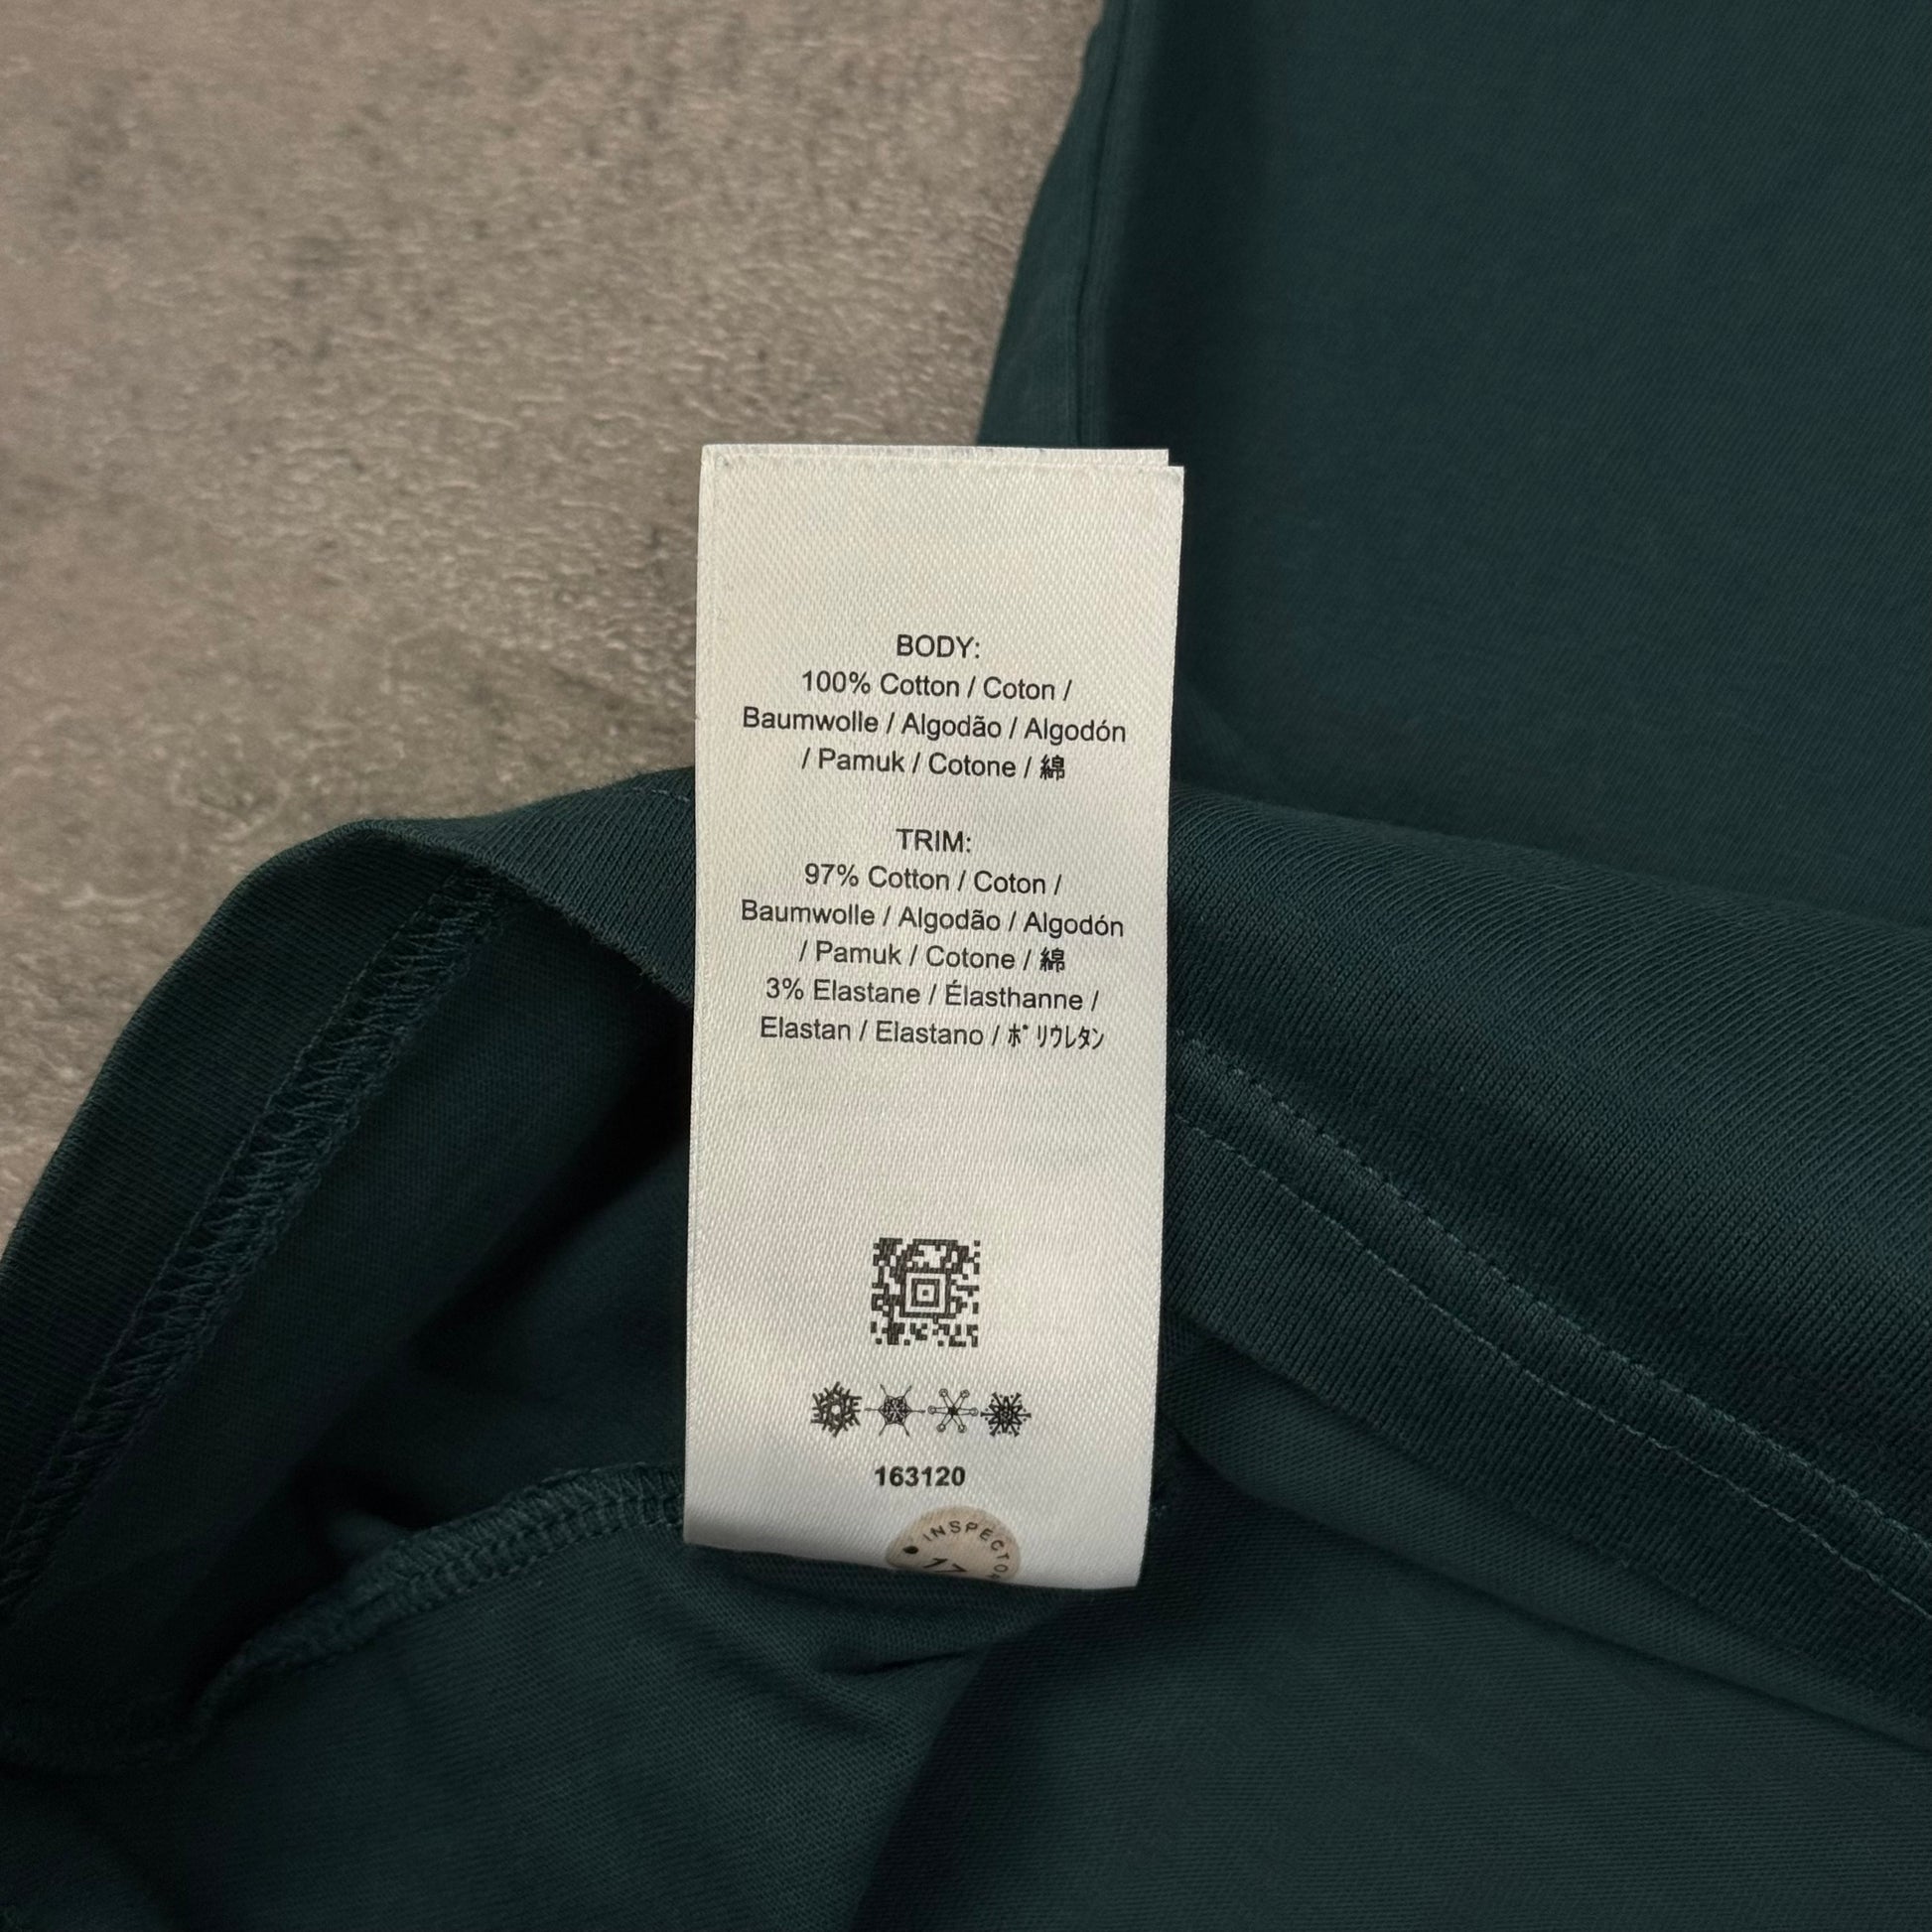 BODY:
100% Cotton / Coton /
Baumwolle / Algodão / Algodón
/ Pamuk / Cotone / 綿
TRIM:
97% Cotton / Coton /
Baumwolle / Algodão / Algodón
/ Pamuk / Cotone / 綿
3% Elastane / Élasthanne /
Elastan / Elastano / ﾎﾟﾘｳﾚﾀﾝ
163120
INSPECTOR
17